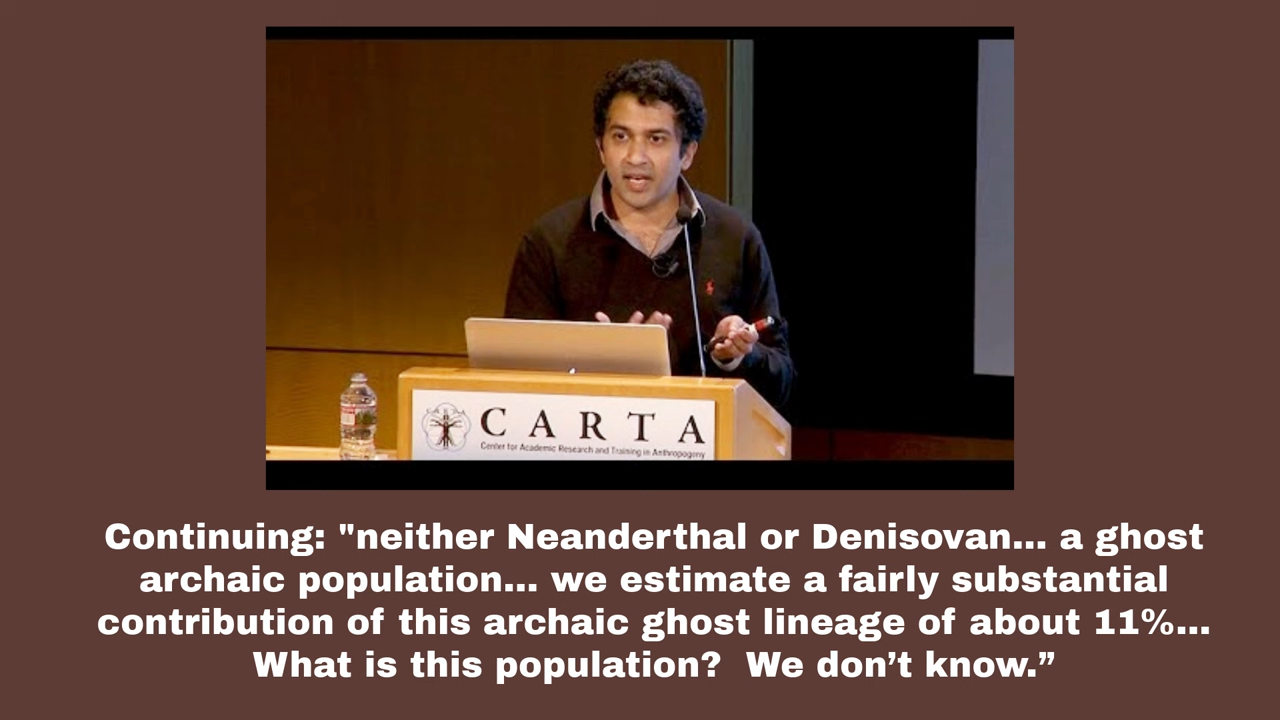 CARTA
Center for Academic Research and Training in Anthropogeny
Continuing: "neither Neanderthal or Denisovan... a ghost
archaic population... we estimate a fairly substantial
contribution of this archaic ghost lineage of about 11%...
What is this population?  We don’t know.”